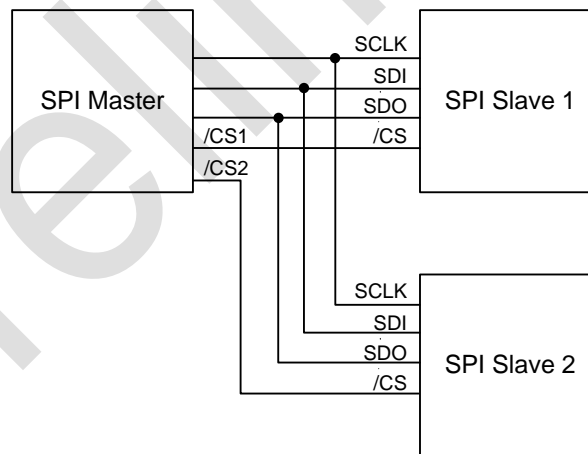 SCLK
SDI
SPI Master
SDO
SPI Slave 1
/CS1
/CS
/CS2
SCLK
SDI
SDO
SPI Slave 2
/CS